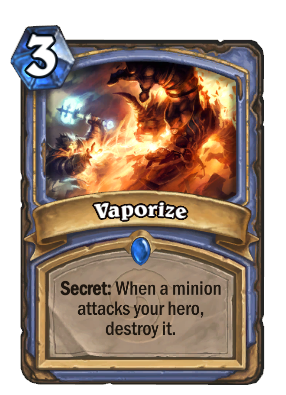 3
Vaporize
Secret: When a minion
attacks your hero,
destroy it.